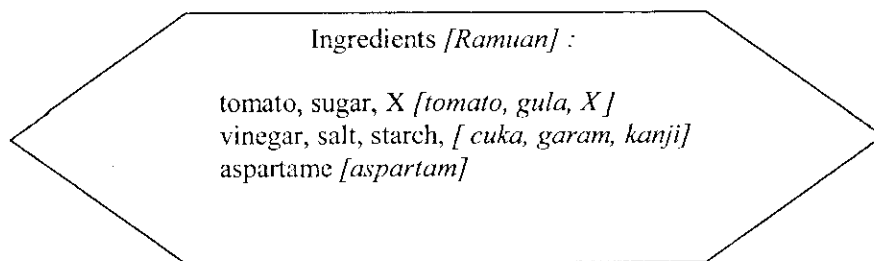 Ingredients [Ramuan] :
tomato, sugar, X [tomato, gula, X]
vinegar, salt, starch, [ cuka, garam, kanji]
aspartame [aspartam]